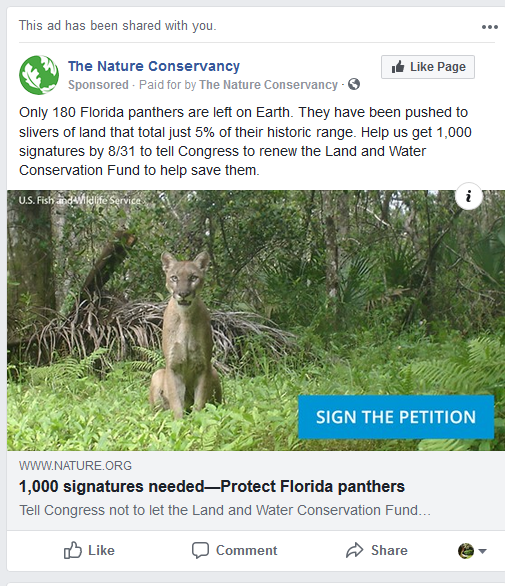 This ad has been shared with you.
The Nature Conservancy
Like Page
Sponsored · Paid for by The Nature Conservancy ·
Only 180 Florida panthers are left on Earth. They have been pushed to
slivers of land that total just 5% of their historic range. Help us get 1,000
signatures by 8/31 to tell Congress to renew the Land and Water
Conservation Fund to help save them.
U.S. Fish and Wildlife Service
i
SIGN THE PETITION
WWW.NATURE.ORG
1,000 signatures needed—Protect Florida panthers
Tell Congress not to let the Land and Water Conservation Fund…
Like
Comment
Share